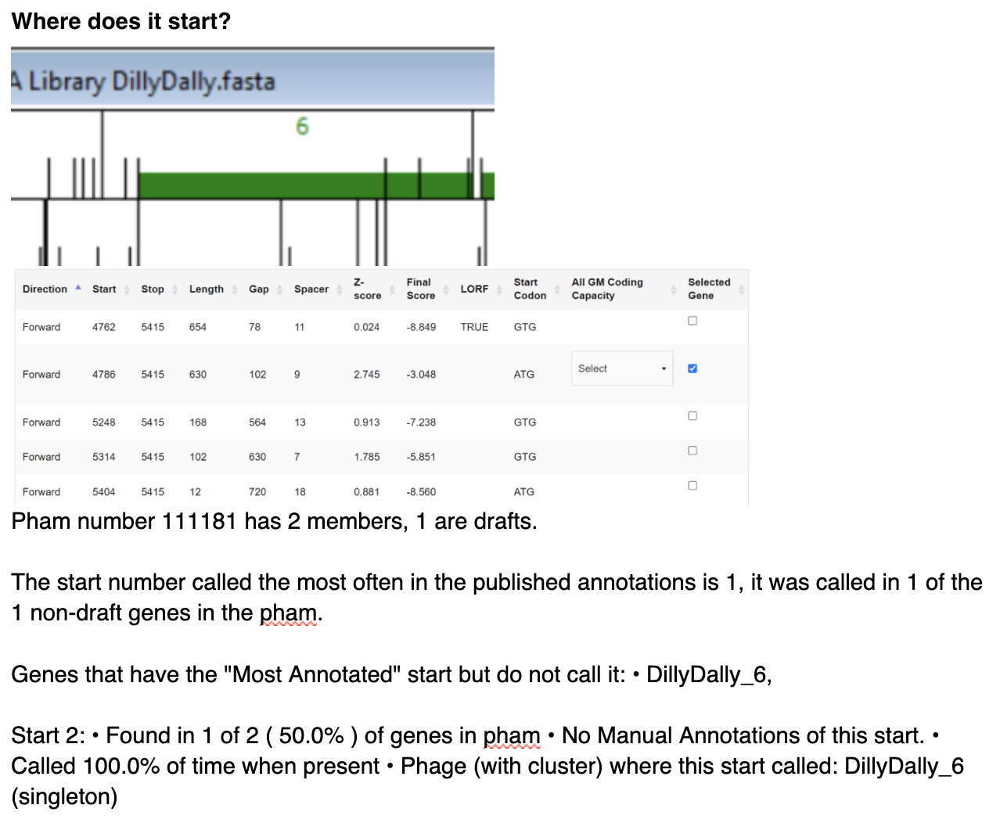 Where does it start?
A Library DillyDally.fasta
6
Direction Start Stop Length Gap Spacer Z-score Final Score LORF Start Codon All GM Coding Capacity Selected Gene
Forward 4762 5415 654 78 11 0.024 -8.849 TRUE GTG
Forward 4786 5415 630 102 9 2.745 -3.048 ATG Select
Forward 5248 5415 168 564 13 0.913 -7.238 GTG
Forward 5314 5415 102 630 7 1.785 -5.851 GTG
Forward 5404 5415 12 720 18 0.881 -8.560 ATG
Pham number 111181 has 2 members, 1 are drafts.
The start number called the most often in the published annotations is 1, it was called in 1 of the
1 non-draft genes in the pham.
Genes that have the "Most Annotated" start but do not call it: • DillyDally_6,
Start 2: • Found in 1 of 2 ( 50.0% ) of genes in pham • No Manual Annotations of this start. •
Called 100.0% of time when present • Phage (with cluster) where this start called: DillyDally_6
(singleton)